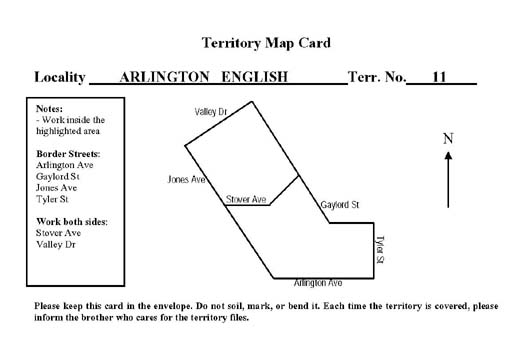 Territory Map Card
Locality ARLINGTON ENGLISH Terr. No. 11
Notes:
- Work inside the
highlighted area
Border Streets:
Arlington Ave
Gaylord St
Jones Ave
Tyler St
Work both sides:
Stover Ave
Valley Dr
Valley Dr
Jones Ave
Stover Ave
Gaylord St
Tyler St
Arlington Ave
N
Please keep this card in the envelope. Do not soil, mark, or bend it. Each time the territory is covered, please
inform the brother who cares for the territory files.